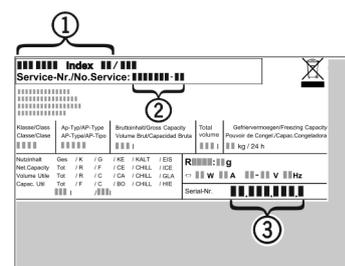 1
Index /
Service-Nr./No.Service: -
2
Klasse/Class Ap-Typ/AP-Type Bruttoinhalt/Gross Capacity Total Gefriervermoegen/Freezing Capacity
Classe/Clase AP-Type/AP-Tipo Volume Brut/Capacidad Bruta volume Pouvoir de Congel./Capac.Congeladora
l l kg / 24 h
Nutzinhalt Ges / K / G / KE / KALT / EIS
Net.Capacity Tot / R / F / CE / CHILL / ICE
Volume Utile Tot / R / C / CA / CHILL / GLA
Capac. Util Tot / F / C / BO / CHILL / HIE
l / l
R : g
W A - V Hz
Serial-Nr. . . .
3